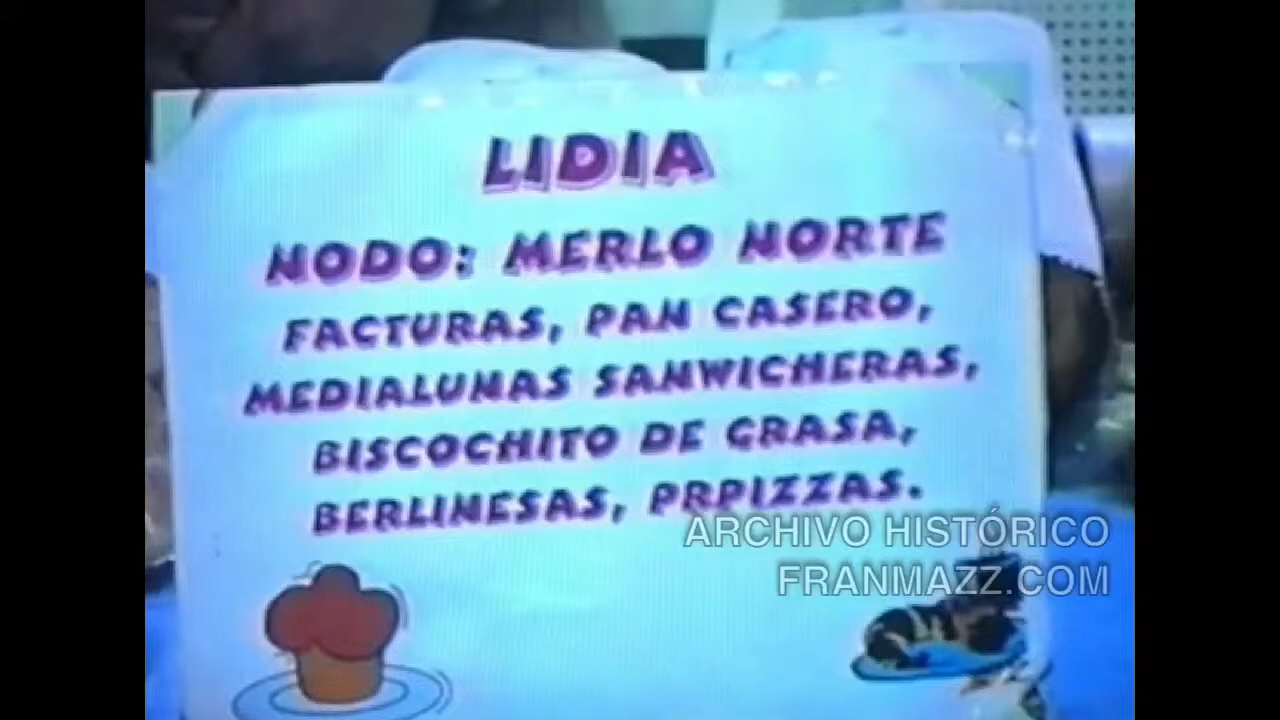 LIDIA
NODO: MERLO NORTE
FACTURAS, PAN CASERO,
MEDIALUNAS SANWICHERAS,
BISCOCHITO DE GRASA,
BERLINESAS, PRPIZZAS.
ARCHIVO HISTÓRICO
FRANMAZZ.COM